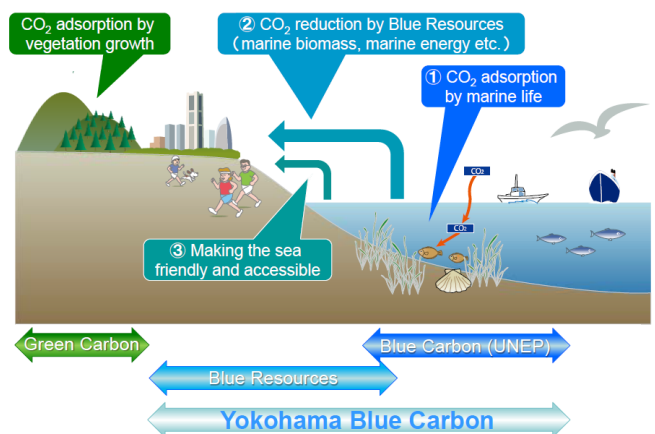 CO₂ adsorption by
vegetation growth
② CO₂ reduction by Blue Resources
（marine biomass, marine energy etc.）
① CO₂ adsorption
by marine life
CO₂
CO₂
③ Making the sea
friendly and accessible
Green Carbon
Blue Carbon (UNEP)
Blue Resources
Yokohama Blue Carbon